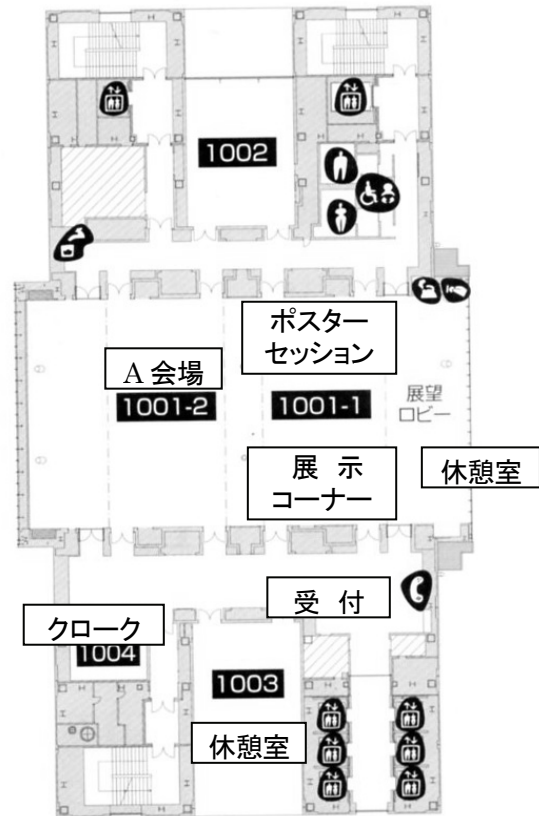 1002
ポスター
セッション
A 会場
1001-2
1001-1
展望
ロビー
展 示
コーナー
休憩室
受 付
クローク
1004
1003
休憩室